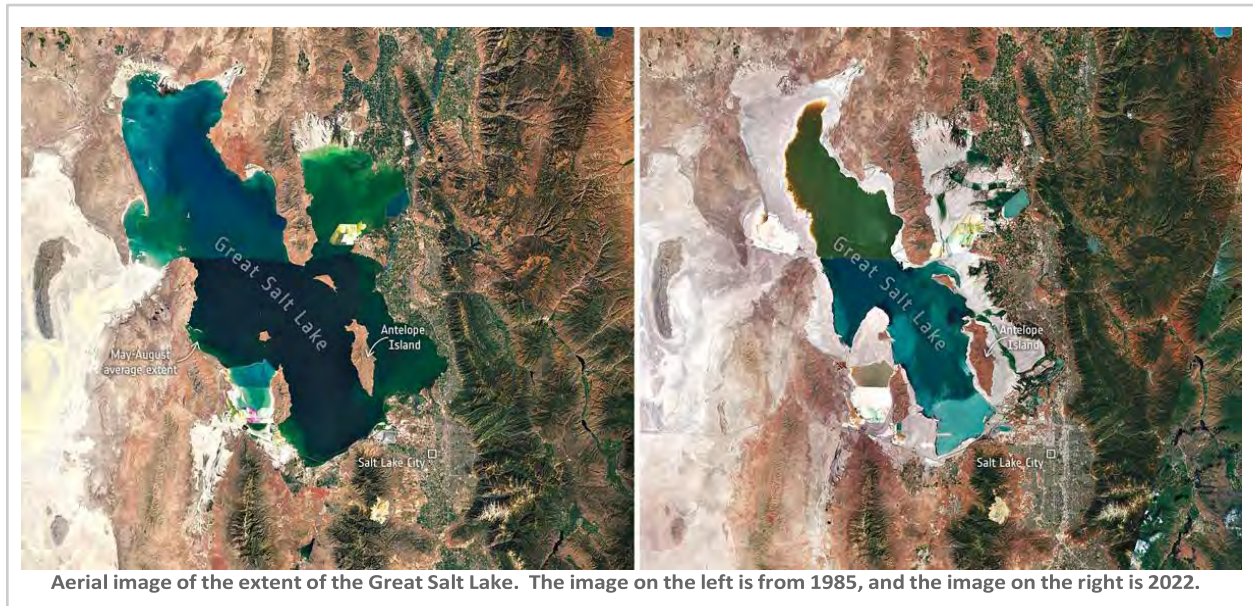 Great Salt Lake
Antelope
Island
May-August
average extent
Salt Lake City
Great Salt Lake
Antelope
Island
Salt Lake City
Aerial image of the extent of the Great Salt Lake. The image on the left is from 1985, and the image on the right is 2022.